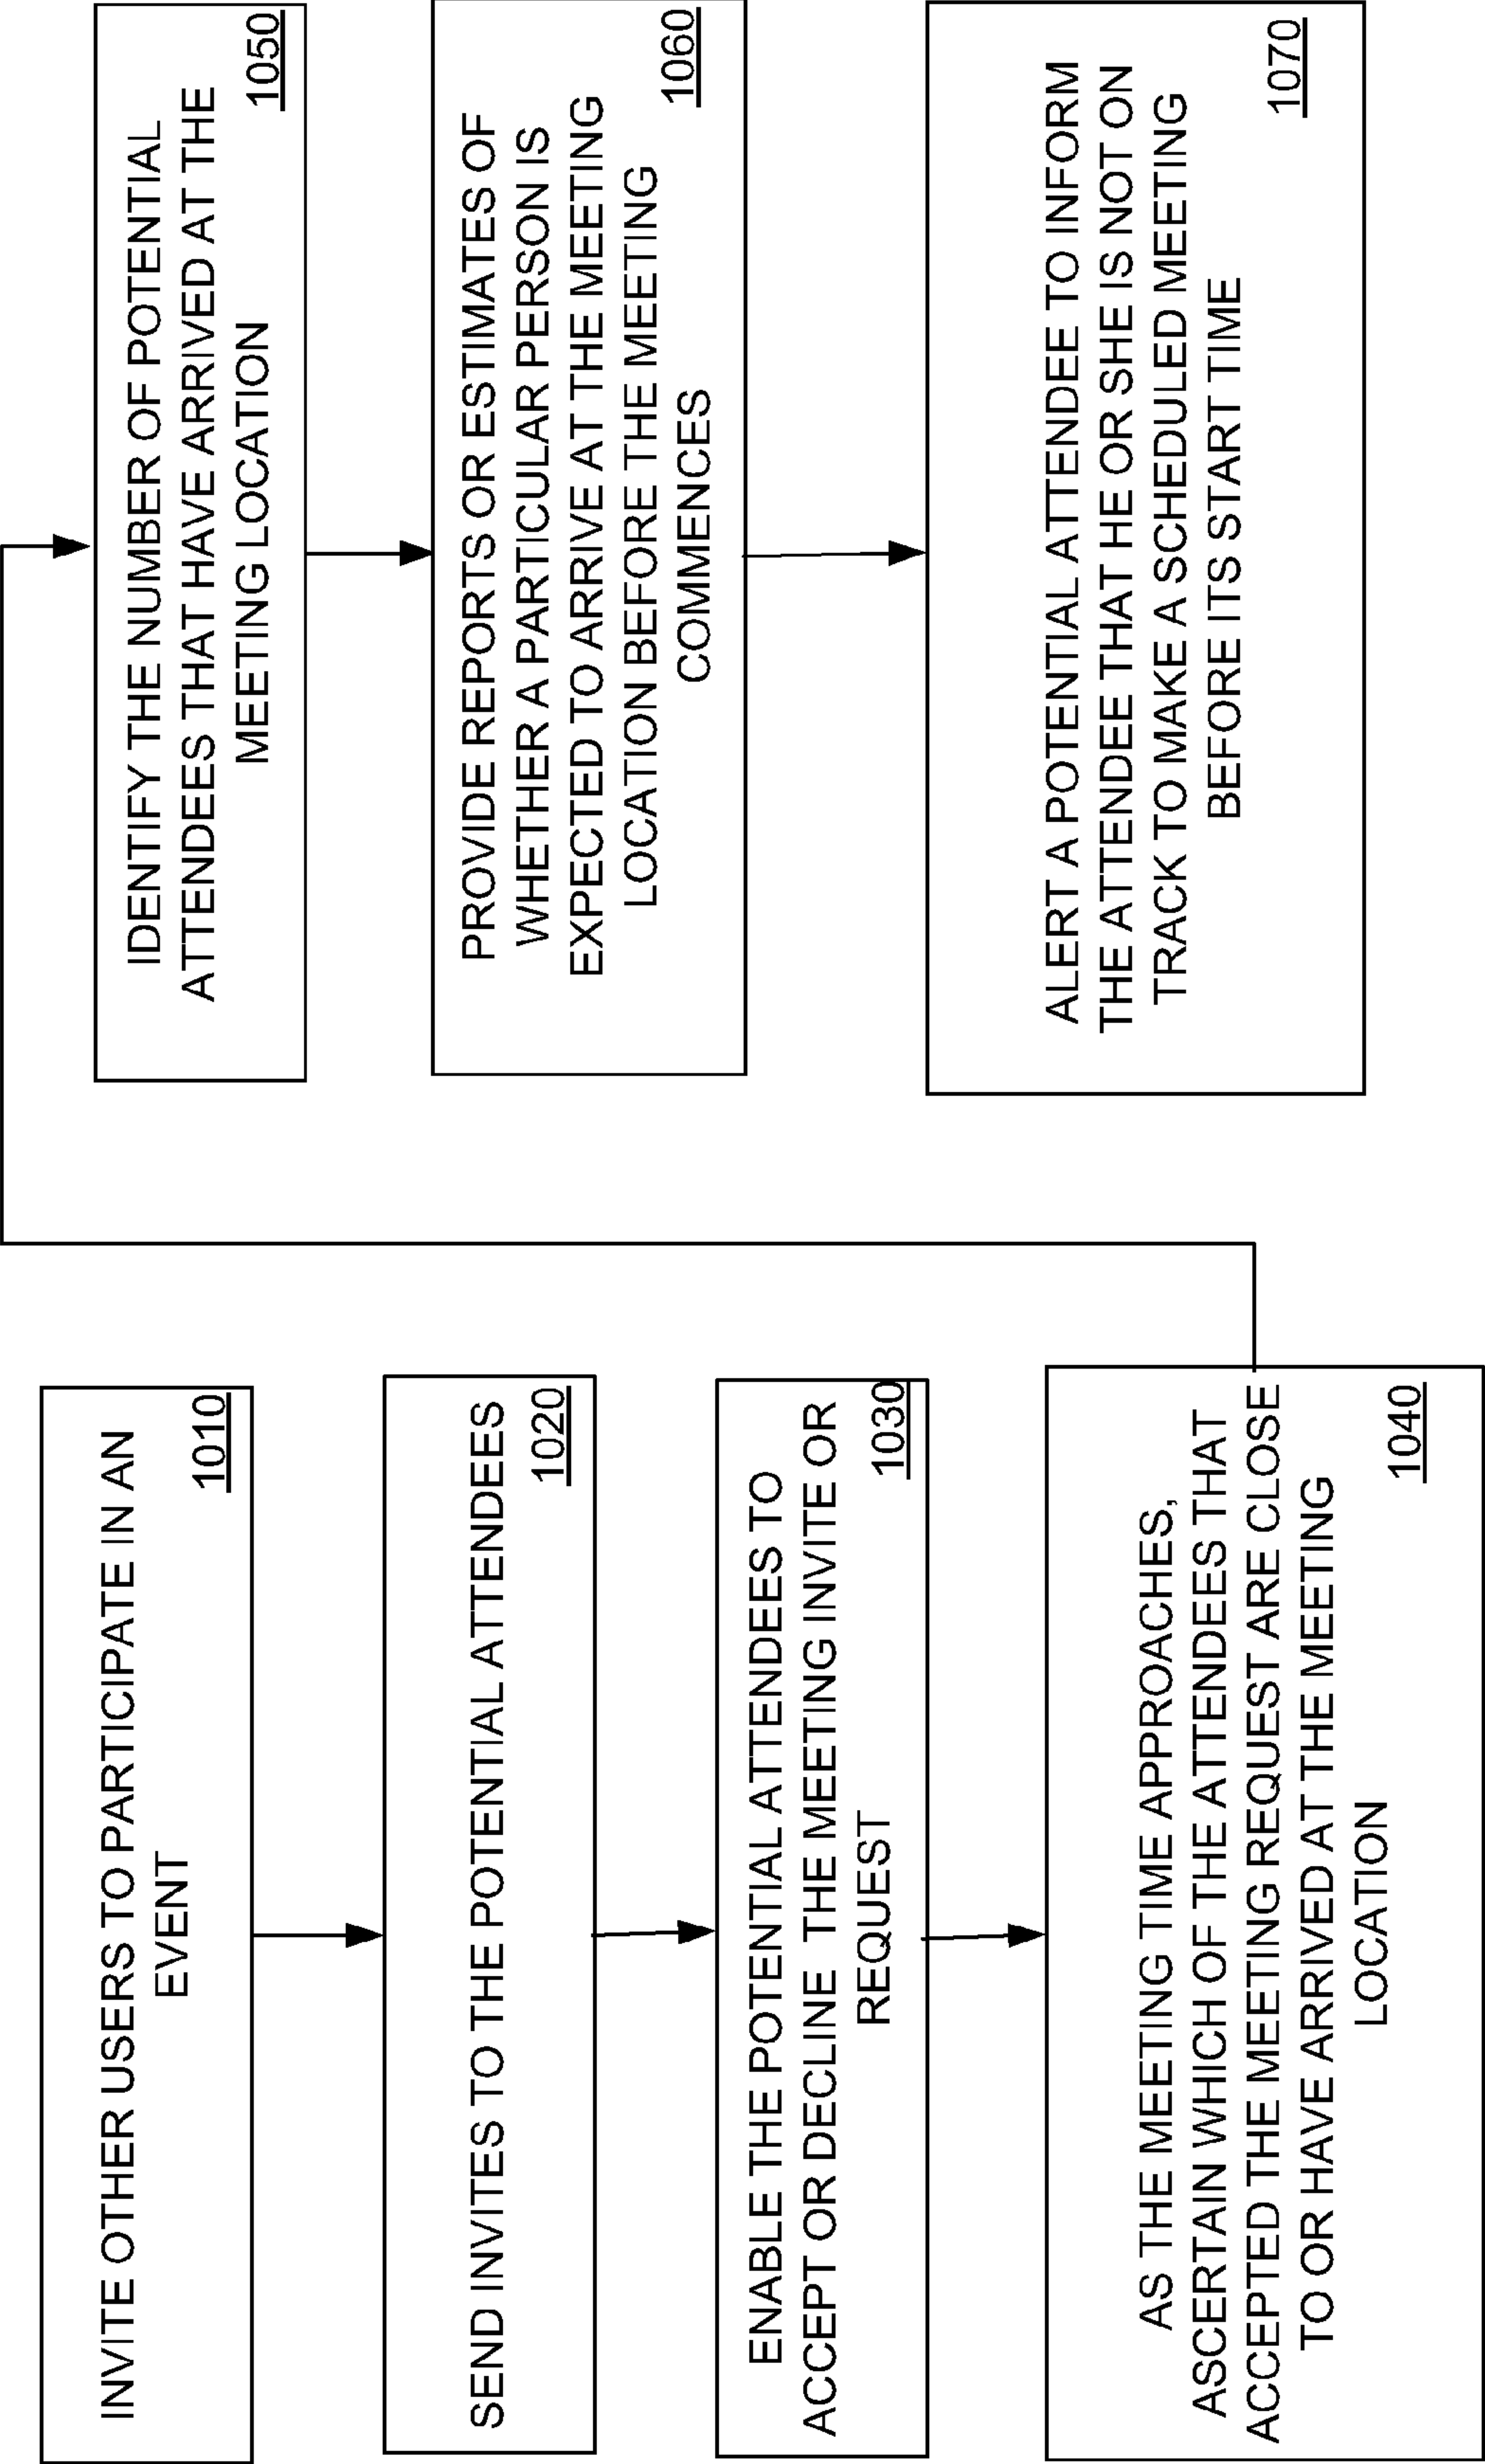 INVITE OTHER USERS TO PARTICIPATE IN AN
EVENT
1010
SEND INVITES TO THE POTENTIAL ATTENDEES
1020
ENABLE THE POTENTIAL ATTENDEES TO
ACCEPT OR DECLINE THE MEETING INVITE OR
REQUEST
1030
AS THE MEETING TIME APPROACHES,
ASCERTAIN WHICH OF THE ATTENDEES THAT
ACCEPTED THE MEETING REQUEST ARE CLOSE
TO OR HAVE ARRIVED AT THE MEETING
LOCATION
1040
IDENTIFY THE NUMBER OF POTENTIAL
ATTENDEES THAT HAVE ARRIVED AT THE
MEETING LOCATION
1050
PROVIDE REPORTS OR ESTIMATES OF
WHETHER A PARTICULAR PERSON IS
EXPECTED TO ARRIVE AT THE MEETING
LOCATION BEFORE THE MEETING
COMMENCES
1060
ALERT A POTENTIAL ATTENDEE TO INFORM
THE ATTENDEE THAT HE OR SHE IS NOT ON
TRACK TO MAKE A SCHEDULED MEETING
BEFORE ITS START TIME
1070